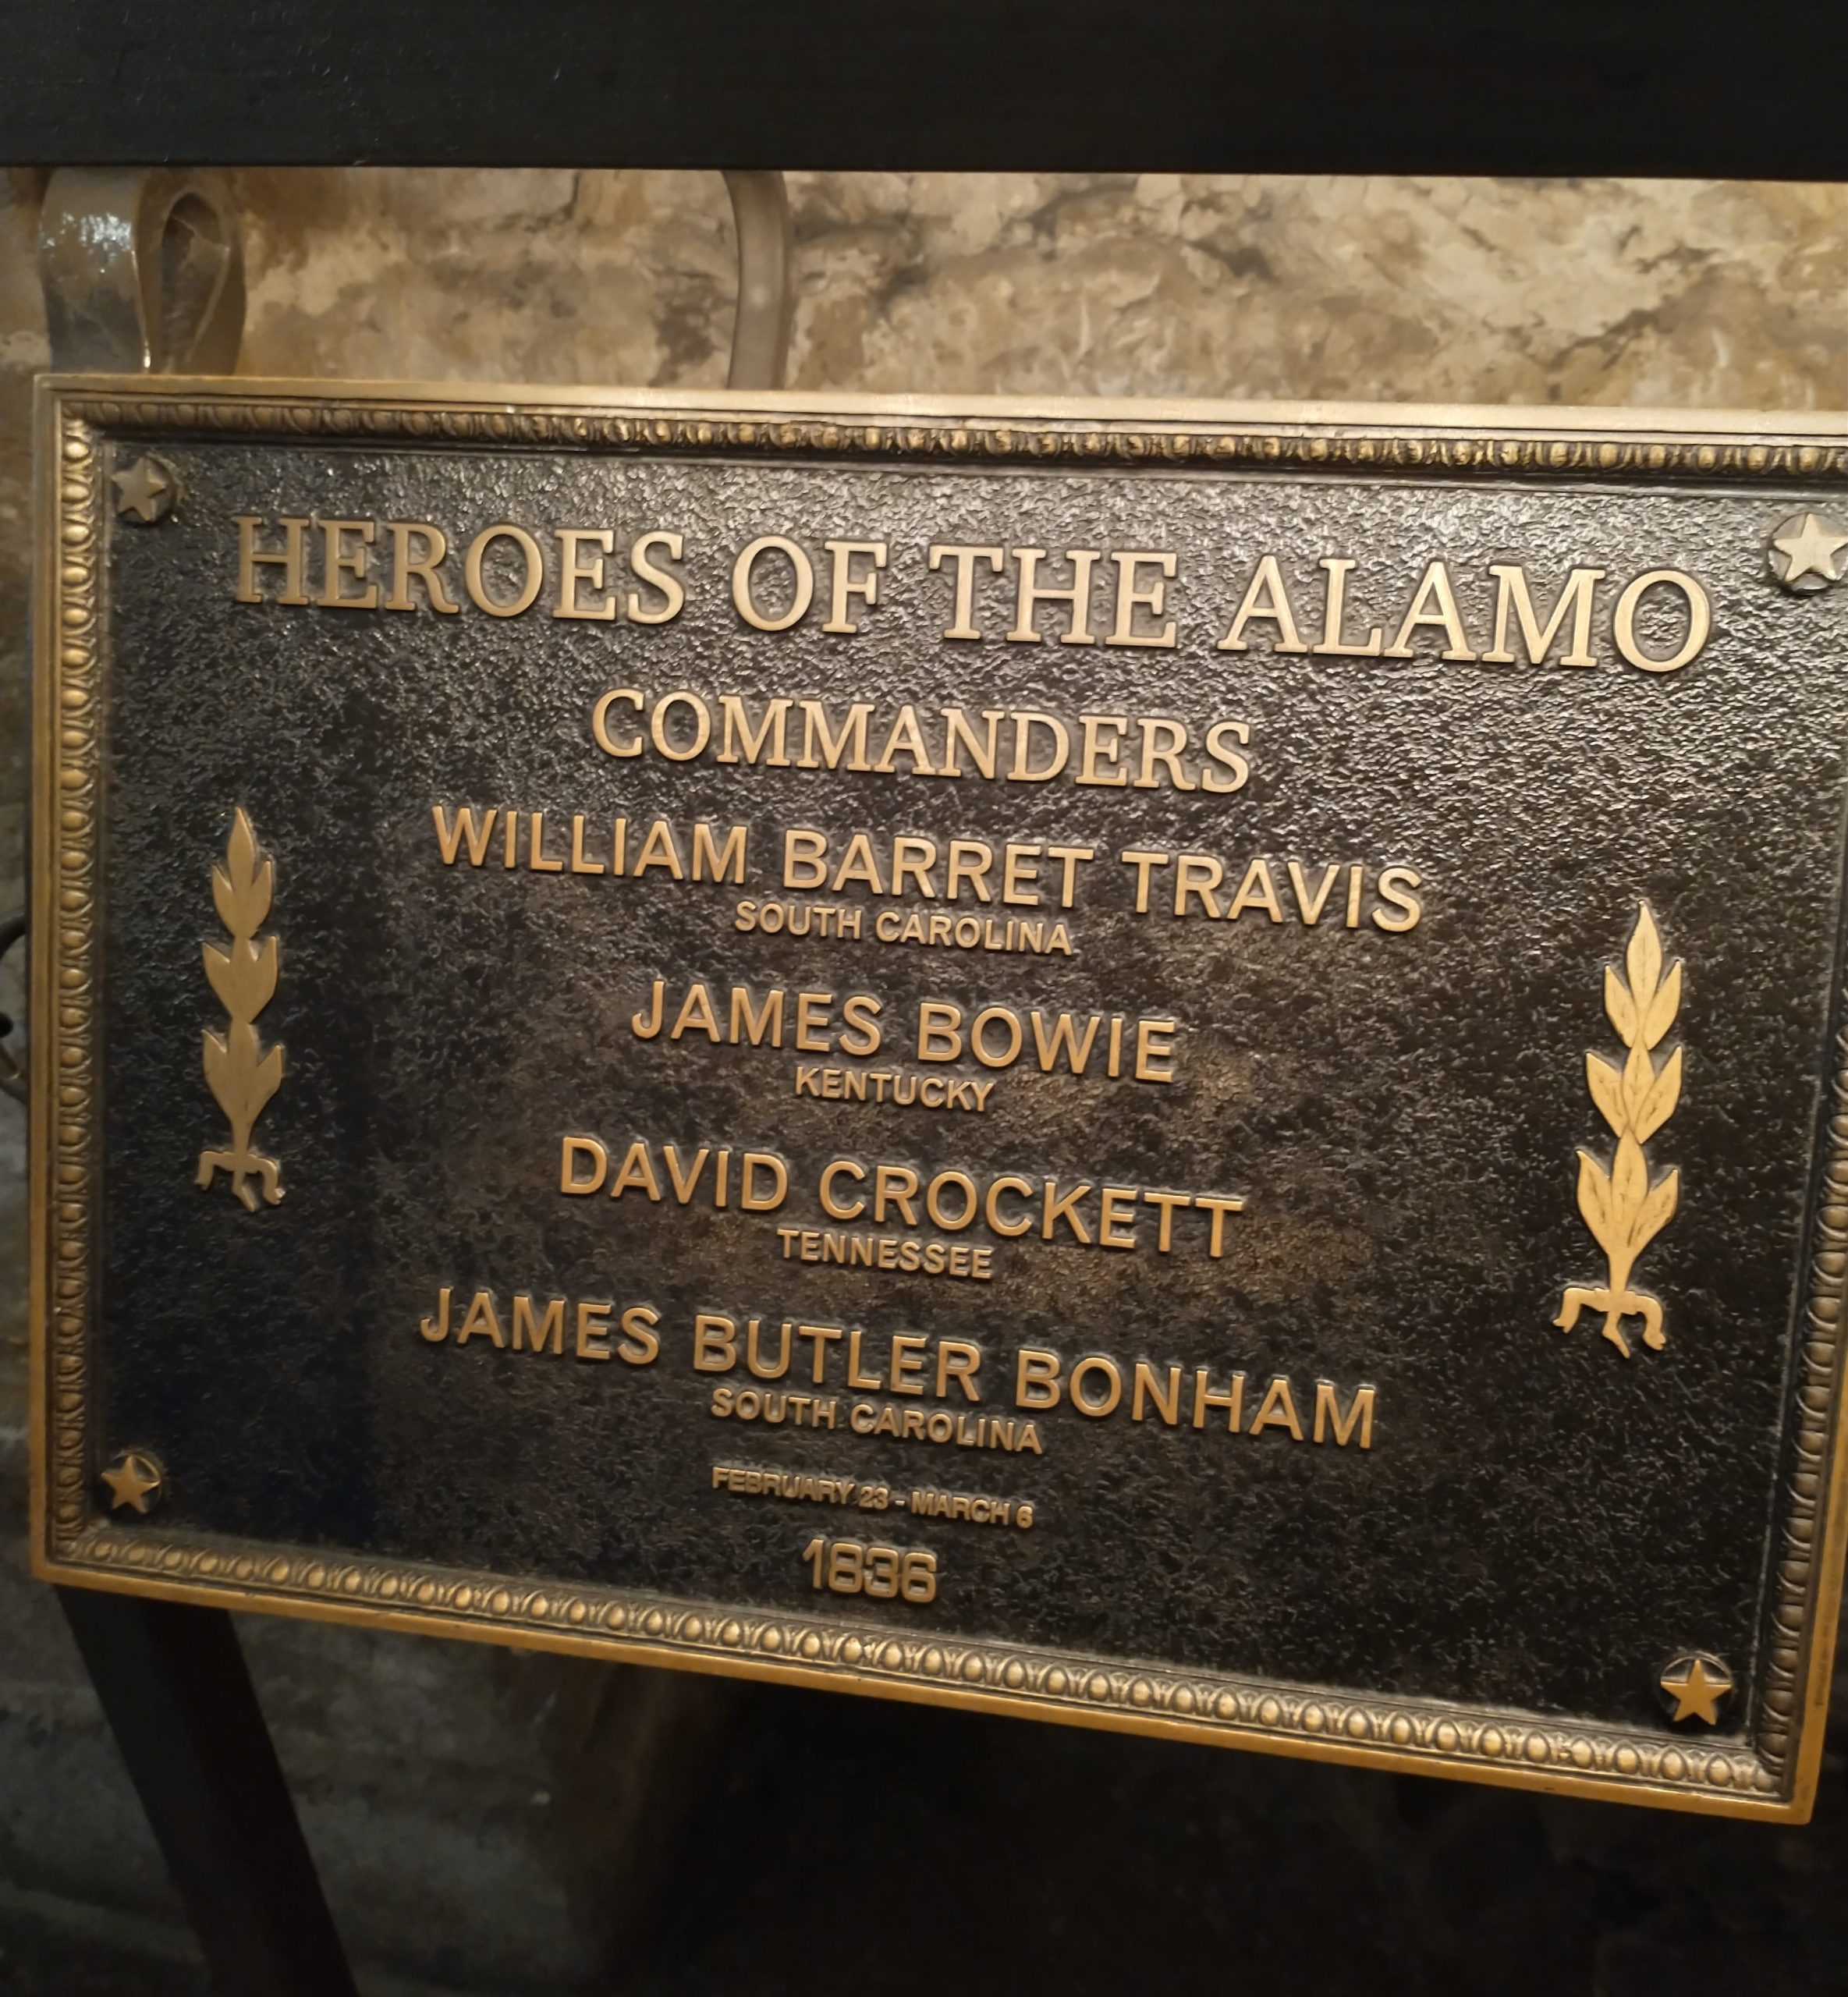 HEROES OF THE ALAMO
COMMANDERS
WILLIAM BARRET TRAVIS
SOUTH CAROLINA
JAMES BOWIE
KENTUCKY
DAVID CROCKETT
TENNESSEE
JAMES BUTLER BONHAM
SOUTH CAROLINA
FEBRUARY 23 - MARCH 6
1836